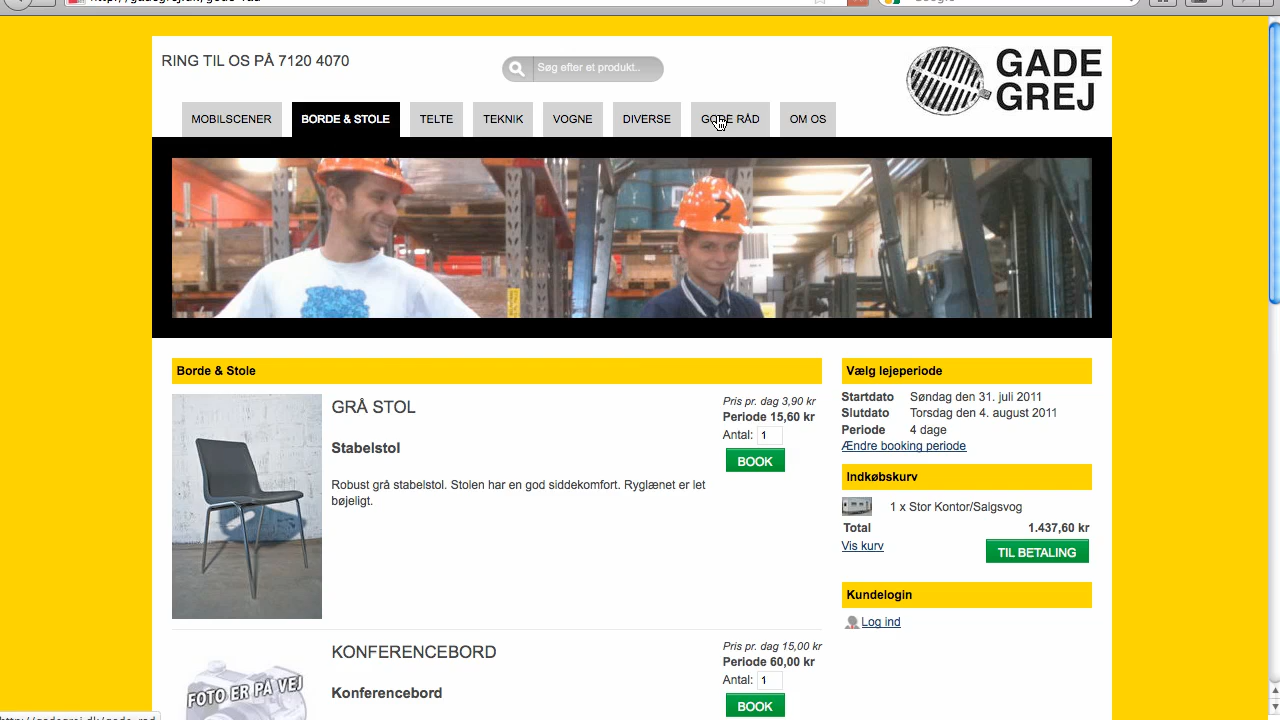 RING TIL OS PÅ 7120 4070
Søg efter et produkt..
GADE
GREJ
MOBILSCENER
BORDE & STOLE
TELTE
TEKNIK
VOGNE
DIVERSE
GODE RÅD
OM OS
2
Borde & Stole
GRÅ STOL
Stabelstol
Robust grå stabelstol. Stolen har en god siddekomfort. Ryglænet er let
bøjeligt.
Pris pr. dag 3,90 kr
Periode 15,60 kr
Antal: 1
BOOK
KONFERENCEBORD
Konferencebord
FOTO ER PÅ VEJ
Pris pr. dag 15,00 kr
Periode 60,00 kr
Antal: 1
BOOK
Vælg lejeperiode
Startdato Søndag den 31. juli 2011
Slutdato Torsdag den 4. august 2011
Periode 4 dage
Ændre booking periode
Indkøbskurv
1 x Stor Kontor/Salgsvog
Total 1.437,60 kr
Vis kurv
TIL BETALING
Kundelogin
Log ind